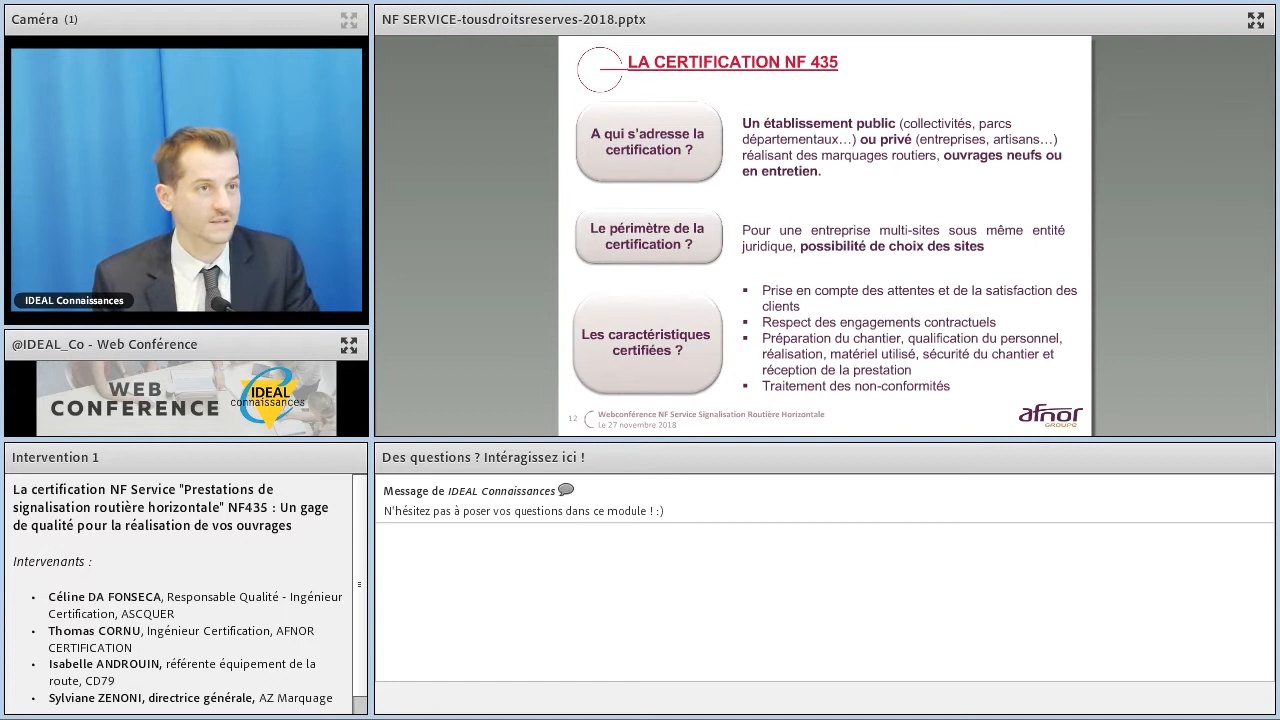 Caméra (1)
IDEAL Connaissances
@IDEAL_Co - Web Conférence
WEB
CONFERENCE
IDEAL
connaissances
Intervention 1
La certification NF Service "Prestations de
signalisation routière horizontale" NF435 : Un gage
de qualité pour la réalisation de vos ouvrages
Intervenants :
• Céline DA FONSECA, Responsable Qualité - Ingénieur
Certification, ASCQUER
• Thomas CORNU, Ingénieur Certification, AFNOR
CERTIFICATION
• Isabelle ANDROUIN, référente équipement de la
route, CD79
• Sylviane ZENONI, directrice générale, AZ Marquage
NF SERVICE-tousdroitsreserves-2018.pptx
LA CERTIFICATION NF 435
A qui s'adresse la
certification ?
Un établissement public (collectivités, parcs
départementaux…) ou privé (entreprises, artisans…)
réalisant des marquages routiers, ouvrages neufs ou
en entretien.
Le périmètre de la
certification ?
Pour une entreprise multi-sites sous même entité
juridique, possibilité de choix des sites
Les caractéristiques
certifiées ?
▪ Prise en compte des attentes et de la satisfaction des
clients
▪ Respect des engagements contractuels
▪ Préparation du chantier, qualification du personnel,
réalisation, matériel utilisé, sécurité du chantier et
réception de la prestation
▪ Traitement des non-conformités
12
Webconférence NF Service Signalisation Routière Horizontale
Le 27 novembre 2018
afnor
GROUPE
Des questions ? Intéragissez ici !
Message de IDEAL Connaissances
N'hésitez pas à poser vos questions dans ce module ! :)